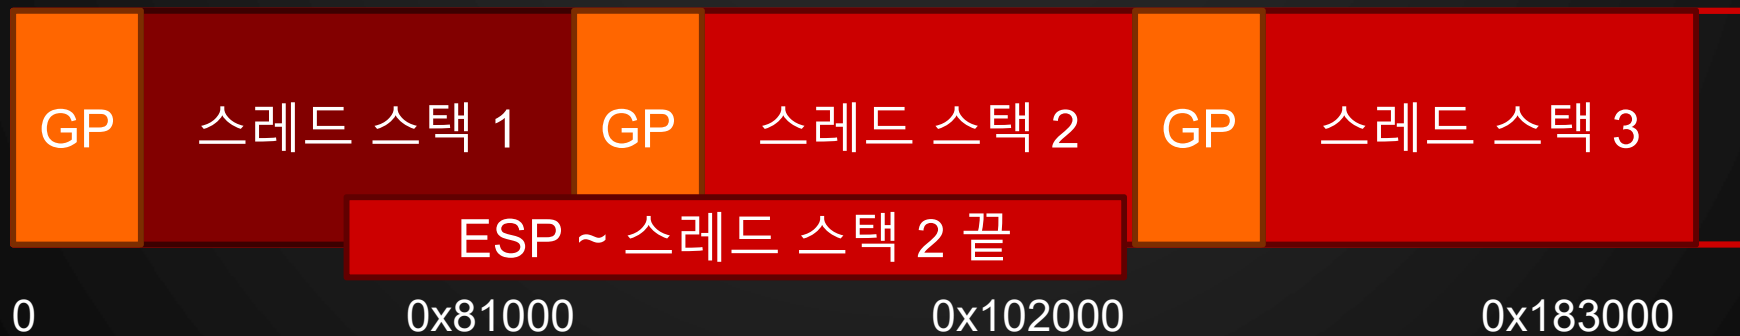 GP 스레드 스택 1 GP 스레드 스택 2 GP 스레드 스택 3
ESP ~ 스레드 스택 2 끝
0 0x81000 0x102000 0x183000